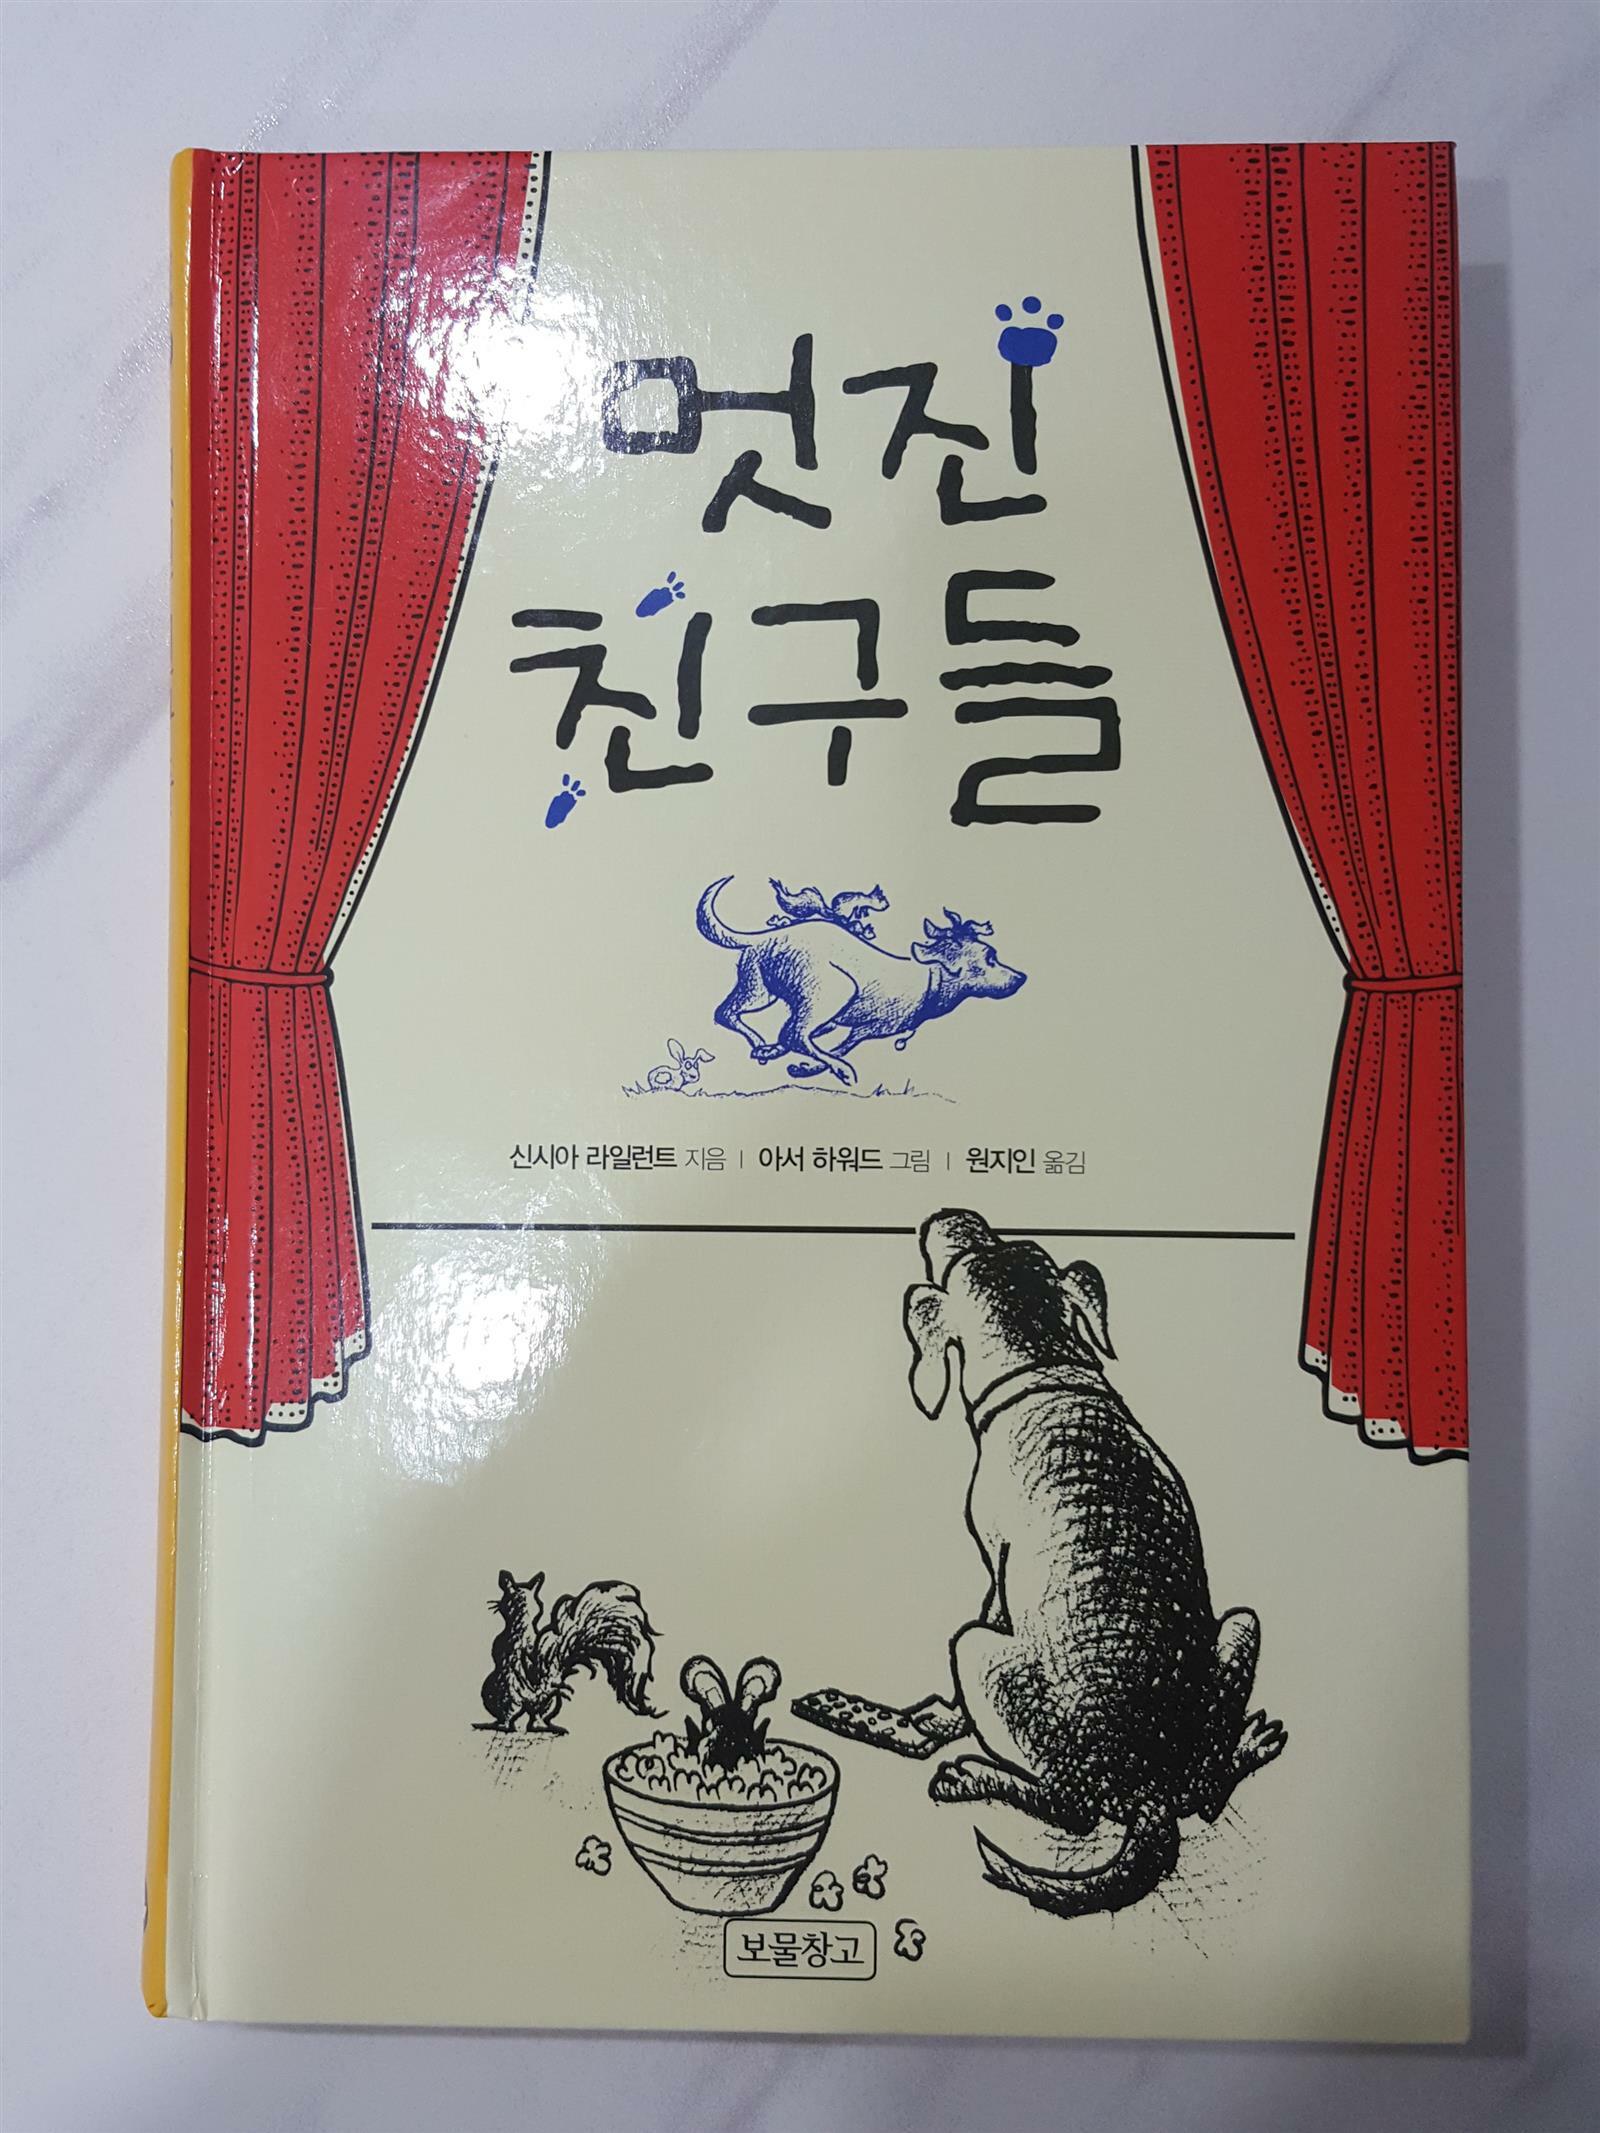 멋진
친구들
신시아 라일런트 지음 | 아서 하워드 그림 | 원지인 옮김
보물창고